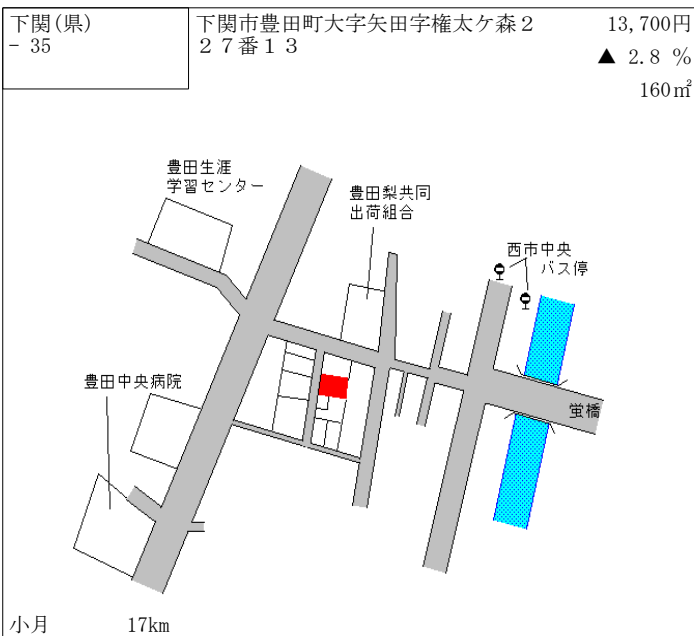 下関(県)
- 35
下関市豊田町大字矢田字権太ケ森２
２７番１３
13,700円
▲ 2.8 %
160㎡
豊田生涯
学習センター
豊田梨共同
出荷組合
西市中央
バス停
豊田中央病院
蛍橋
小月 17km